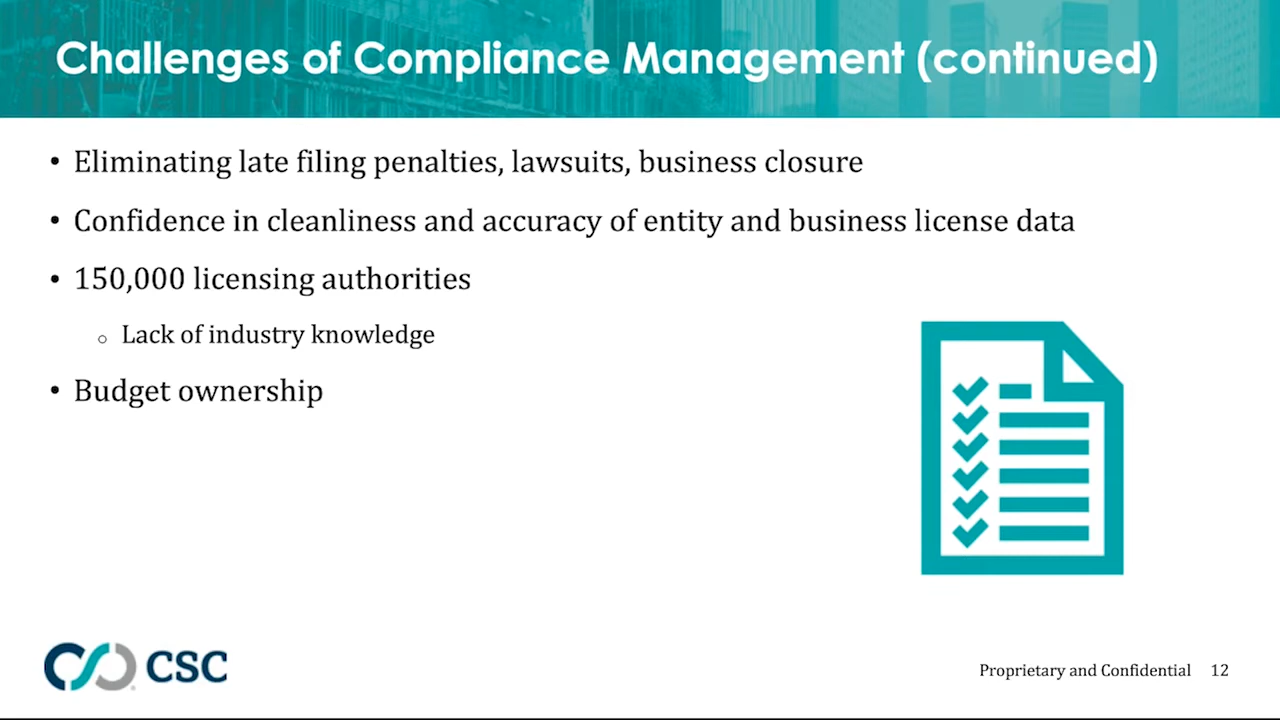 Challenges of Compliance Management (continued)
• Eliminating late filing penalties, lawsuits, business closure
• Confidence in cleanliness and accuracy of entity and business license data
• 150,000 licensing authorities
○ Lack of industry knowledge
• Budget ownership
CSC
Proprietary and Confidential 12